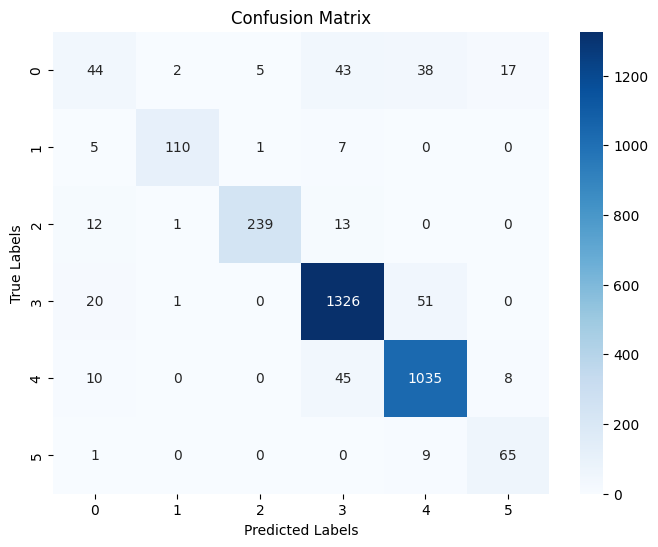 Confusion Matrix
0 44 2 5 43 38 17
1 5 110 1 7 0 0
2 12 1 239 13 0 0
3 20 1 0 1326 51 0
4 10 0 0 45 1035 8
5 1 0 0 0 9 65
0 1 2 3 4 5
True Labels
Predicted Labels
1200
1000
800
600
400
200
0